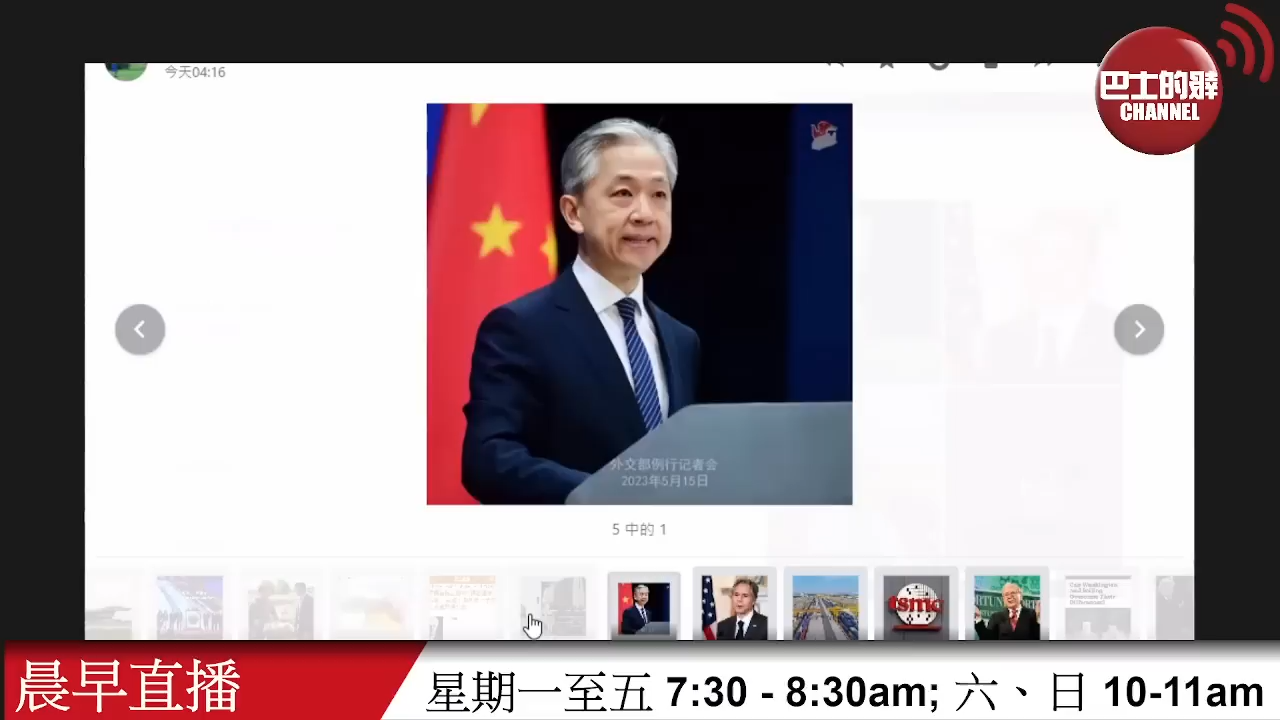 今天04:16
巴士的報
CHANNEL
外交部例行记者会
2023年5月15日
5 中的 1
tsmc
晨早直播
星期一至五 7:30 - 8:30am; 六、日 10-11am